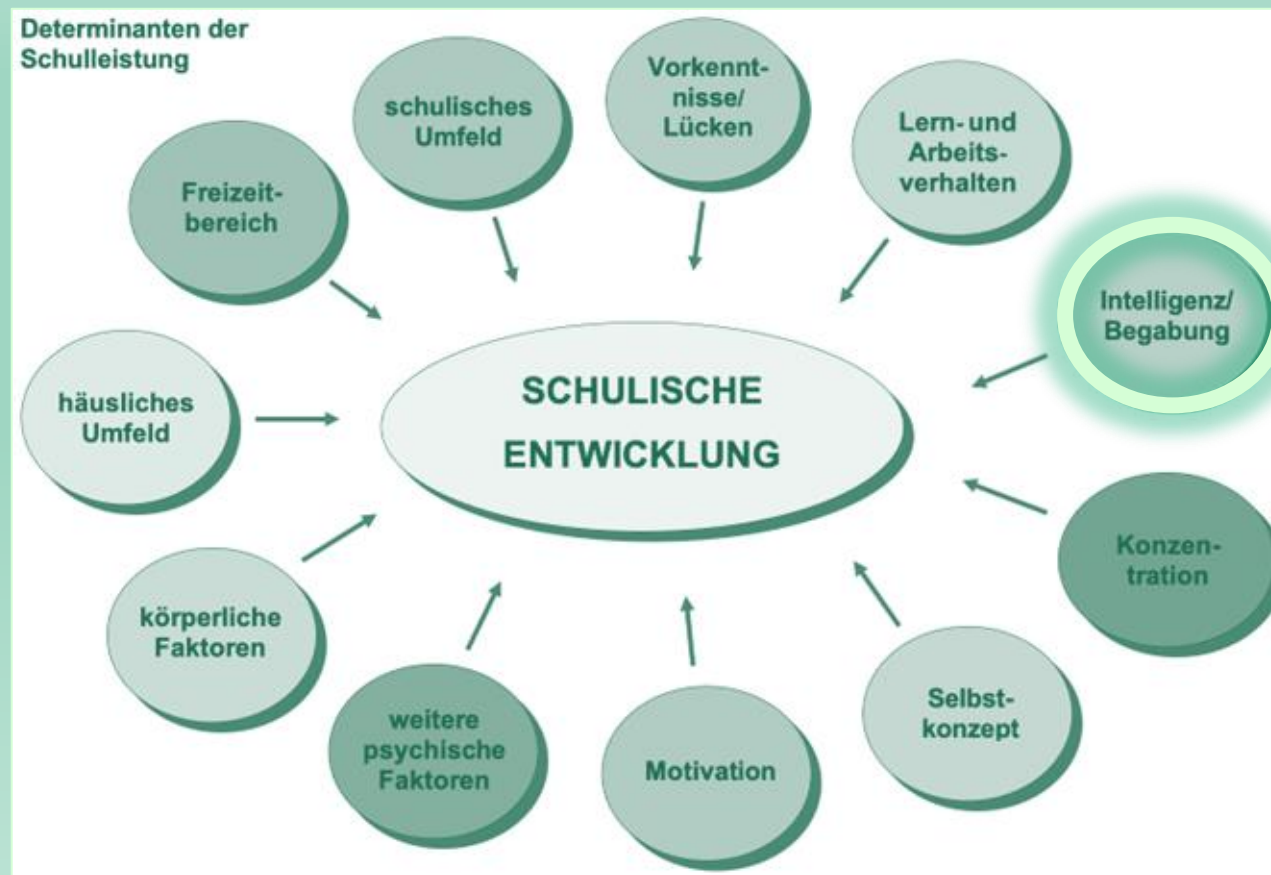 Determinanten der
Schulleistung
schulisches
Umfeld
Vorkennt-
nisse/
Lücken
Lern- und
Arbeits-
verhalten
Freizeit-
bereich
Intelligenz/
Begabung
häusliches
Umfeld
SCHULISCHE
ENTWICKLUNG
Konzen-
tration
körperliche
Faktoren
weitere
psychische
Faktoren
Motivation
Selbst-
konzept